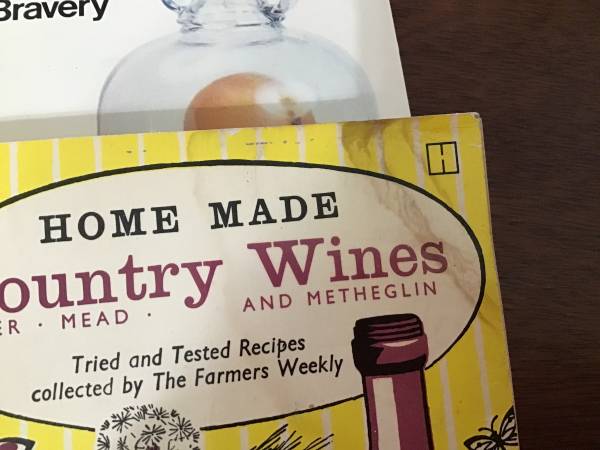 Bravery
H
HOME MADE
ountry Wines
ER · MEAD · AND METHEGLIN
Tried and Tested Recipes
collected by The Farmers Weekly